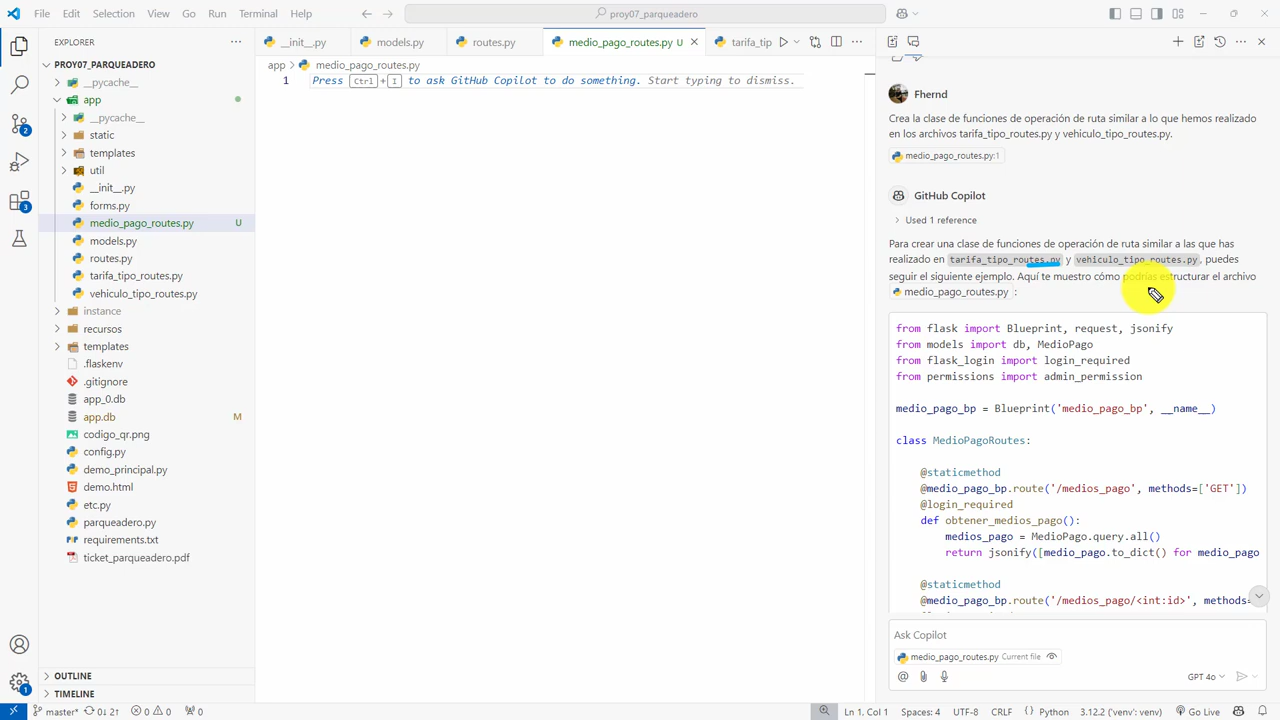 File Edit Selection View Go Run Terminal Help
proy07_parqueadero
EXPLORER
PROY07_PARQUEADERO
__pycache__
app
__pycache__
static
templates
util
__init__.py
forms.py
medio_pago_routes.py U
models.py
routes.py
tarifa_tipo_routes.py
vehiculo_tipo_routes.py
instance
recursos
templates
.flaskenv
.gitignore
app_0.db
app.db M
codigo_qr.png
config.py
demo_principal.py
demo.html
etc.py
parqueadero.py
requirements.txt
ticket_parqueadero.pdf
OUTLINE
TIMELINE
2
3
1
__init__.py models.py routes.py medio_pago_routes.py U tarifa_tip
app > medio_pago_routes.py
1 Press Ctrl + I to ask GitHub Copilot to do something. Start typing to dismiss.
Fhernd
Crea la clase de funciones de operación de ruta similar a lo que hemos realizado
en los archivos tarifa_tipo_routes.py y vehiculo_tipo_routes.py.
medio_pago_routes.py:1
GitHub Copilot
Used 1 reference
Para crear una clase de funciones de operación de ruta similar a las que has
realizado en tarifa_tipo_routes.py y vehiculo_tipo_routes.py, puedes
seguir el siguiente ejemplo. Aquí te muestro cómo podrías estructurar el archivo
medio_pago_routes.py :
from flask import Blueprint, request, jsonify
from models import db, MedioPago
from flask_login import login_required
from permissions import admin_permission
medio_pago_bp = Blueprint('medio_pago_bp', __name__)
class MedioPagoRoutes:
@staticmethod
@medio_pago_bp.route('/medios_pago', methods=['GET'])
@login_required
def obtener_medios_pago():
medios_pago = MedioPago.query.all()
return jsonify([medio_pago.to_dict() for medio_pago
@staticmethod
@medio_pago_bp.route('/medios_pago/<int:id>', methods=
Ask Copilot
medio_pago_routes.py Current file
GPT 4o
master* 0↓ 2↑ 0 0 0 Ln 1, Col 1 Spaces: 4 UTF-8 CRLF Python 3.12.2 ('venv': venv) Go Live